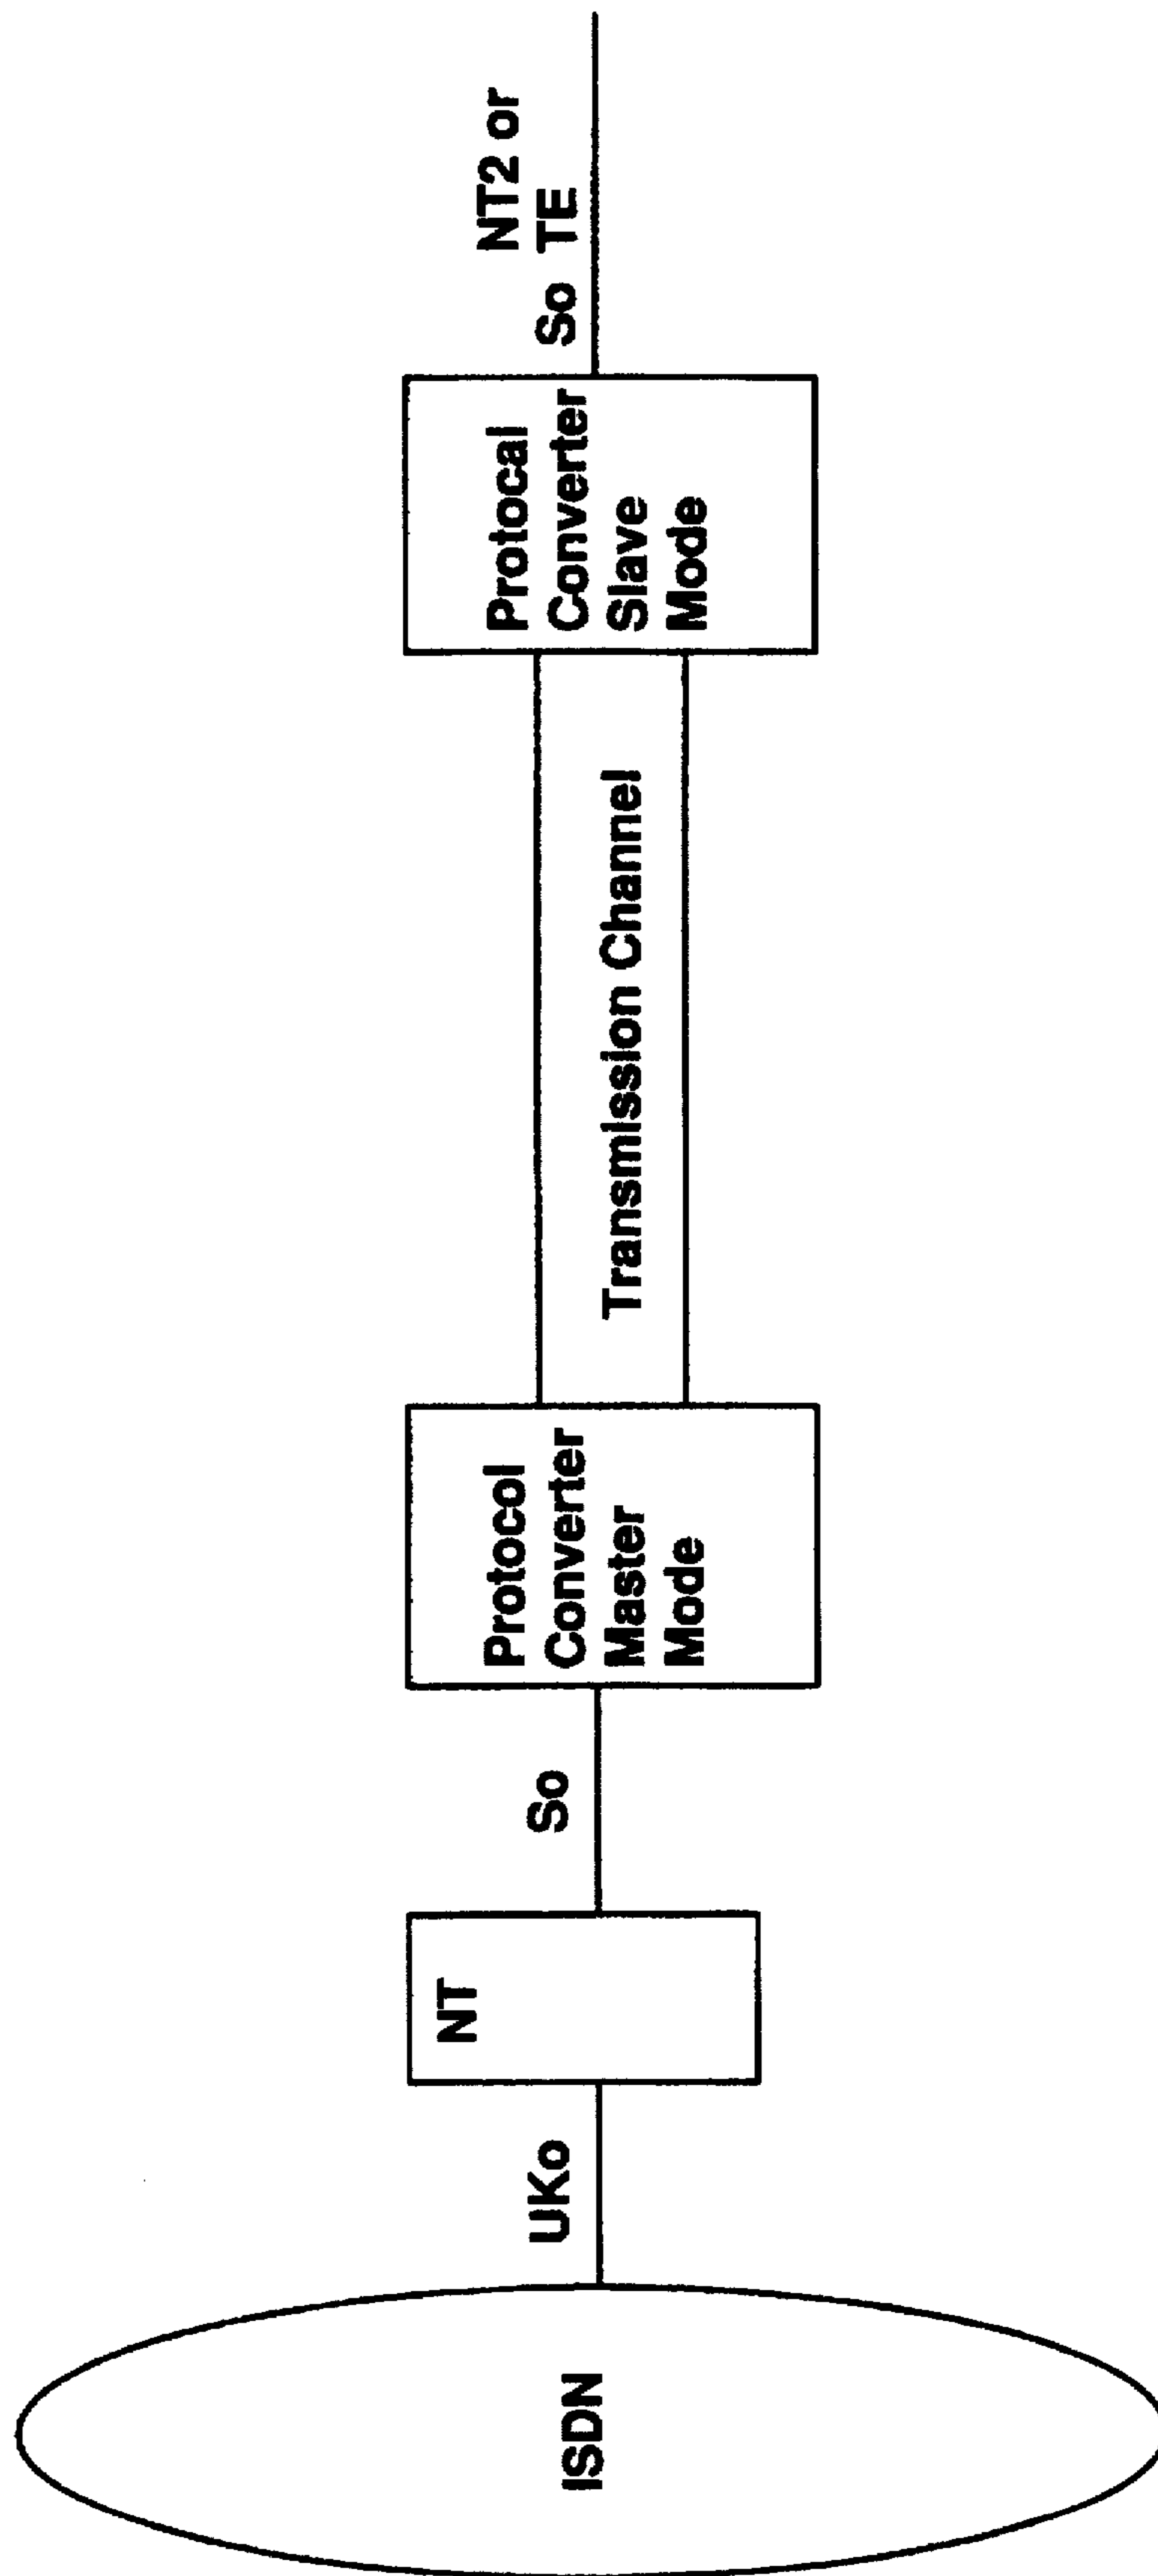 ISDN
UKo
NT
So
Protocol
Converter
Master
Mode
Transmission Channel
Protocal
Converter
Slave
Mode
NT2 or
So TE